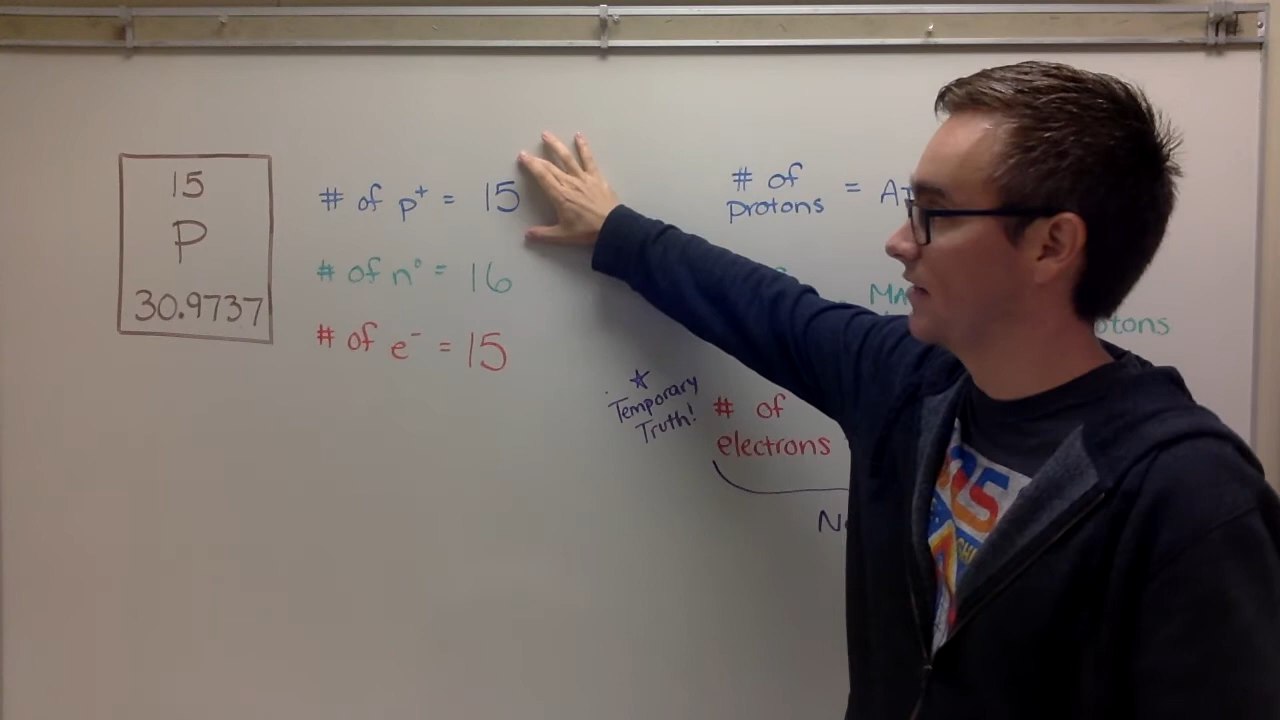 15
P
30.9737
# of p⁺ = 15
# of n° = 16
# of e⁻ = 15
# of
protons =
otons
☆
Temporary
Truth!
# of
electrons